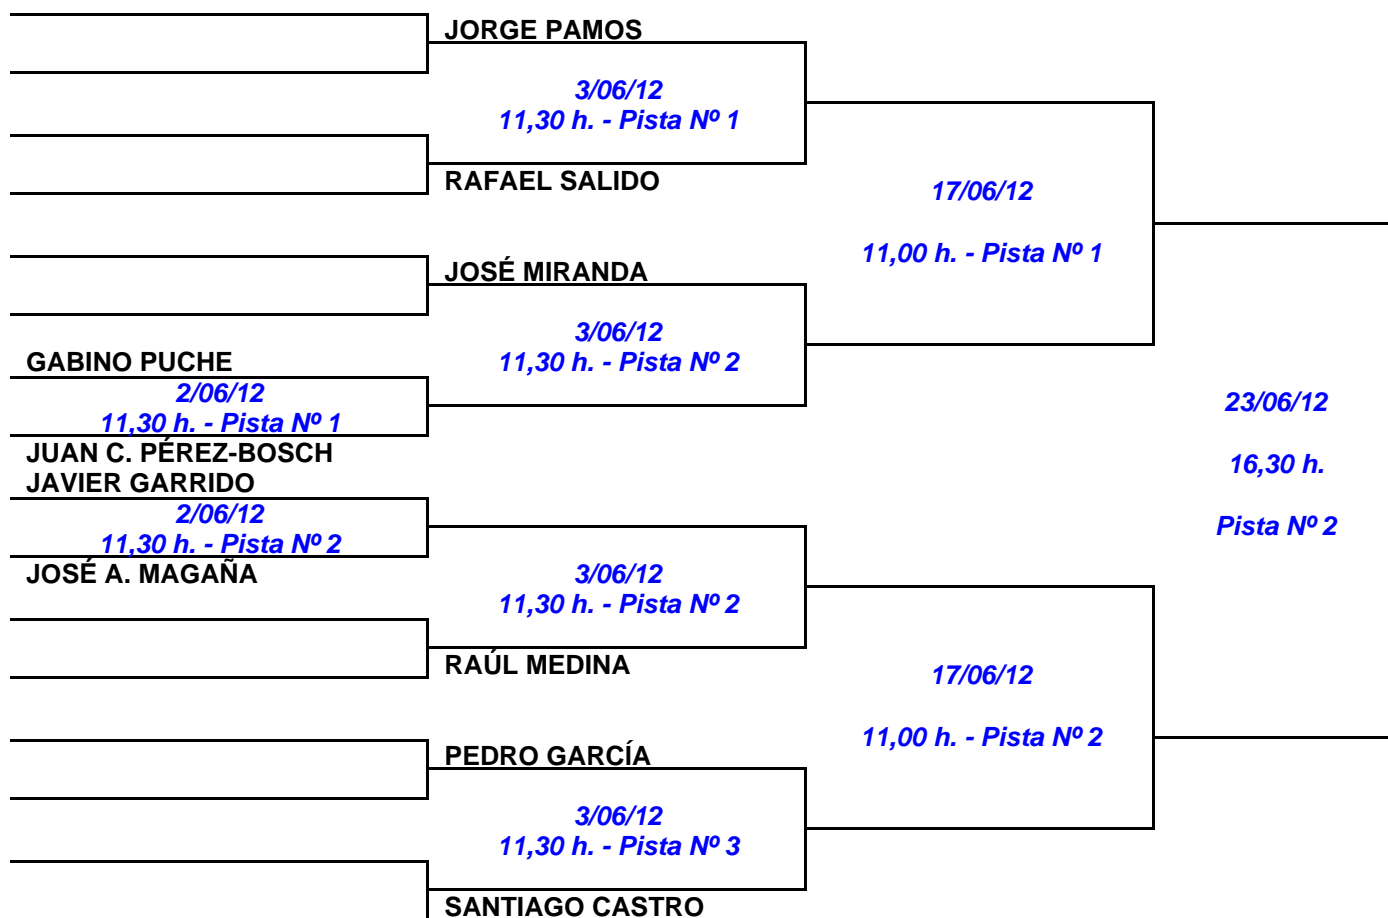 JORGE PAMOS
3/06/12
11,30 h. - Pista Nº 1
RAFAEL SALIDO
17/06/12
11,00 h. - Pista Nº 1
JOSÉ MIRANDA
3/06/12
11,30 h. - Pista Nº 2
GABINO PUCHE
2/06/12
11,30 h. - Pista Nº 1
JUAN C. PÉREZ-BOSCH
23/06/12
16,30 h.
Pista Nº 2
JAVIER GARRIDO
2/06/12
11,30 h. - Pista Nº 2
JOSÉ A. MAGAÑA
3/06/12
11,30 h. - Pista Nº 2
RAÚL MEDINA
17/06/12
11,00 h. - Pista Nº 2
PEDRO GARCÍA
3/06/12
11,30 h. - Pista Nº 3
SANTIAGO CASTRO